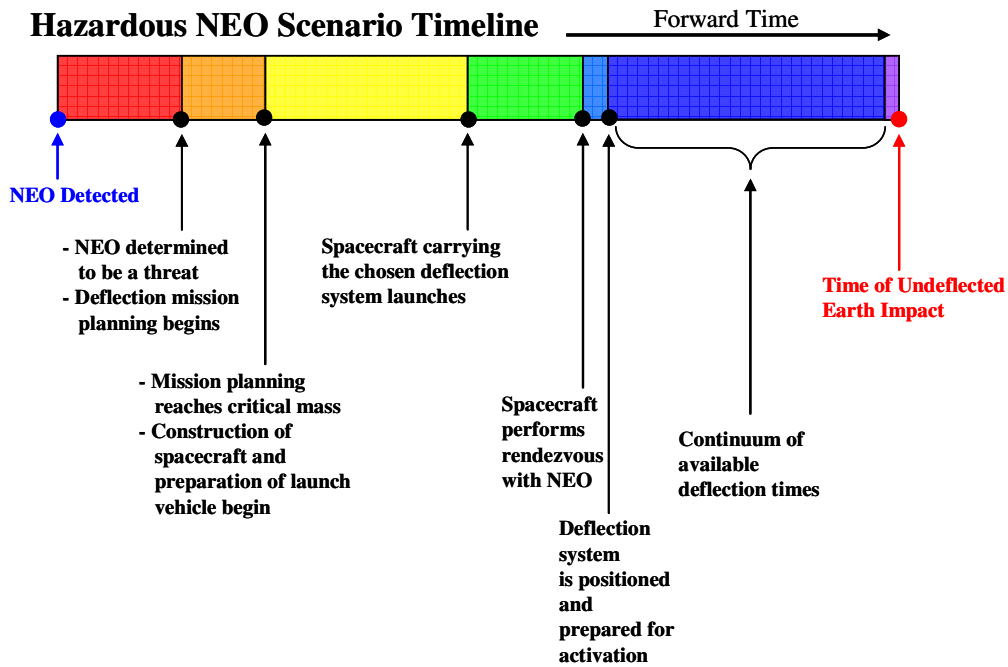 Hazardous NEO Scenario Timeline
Forward Time
NEO Detected
- NEO determined
to be a threat
- Deflection mission
planning begins
- Mission planning
reaches critical mass
- Construction of
spacecraft and
preparation of launch
vehicle begin
Spacecraft carrying
the chosen deflection
system launches
Spacecraft
performs
rendezvous
with NEO
Deflection
system
is positioned
and
prepared for
activation
Continuum of
available
deflection times
Time of Undeflected
Earth Impact